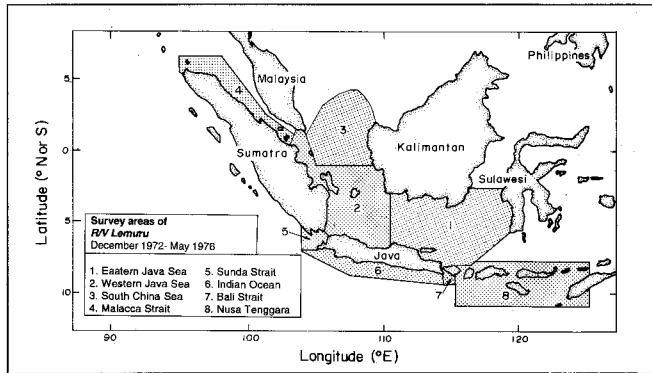 Philippines
Malaysia
4
3
Kalimantan
Sumatra
Sulawesi
2
1
5
Java
6
7
8
5
0
5
10
Latitude (° N or S)
90
100
110
120
Longitude (°E)
Survey areas of
R/V Lemuru
December 1972- May 1976
1. Eeatern Java Sea
2. Western Java Sea
3. South China Sea
4. Malacca Strait
5. Sunda Strait
6. Indian Ocean
7. Bali Strait
8. Nusa Tenggara